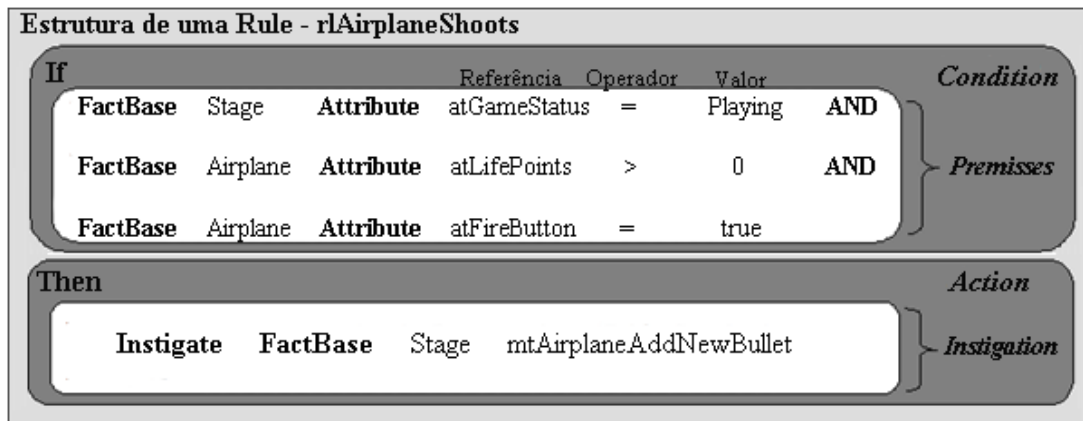 Estrutura de uma Rule - rlAirplaneShoots
If Referência Operador Valor Condition
FactBase Stage Attribute atGameStatus = Playing AND
FactBase Airplane Attribute atLifePoints > 0 AND Premisses
FactBase Airplane Attribute atFireButton = true
Then Action
Instigate FactBase Stage mtAirplaneAddNewBullet Instigation